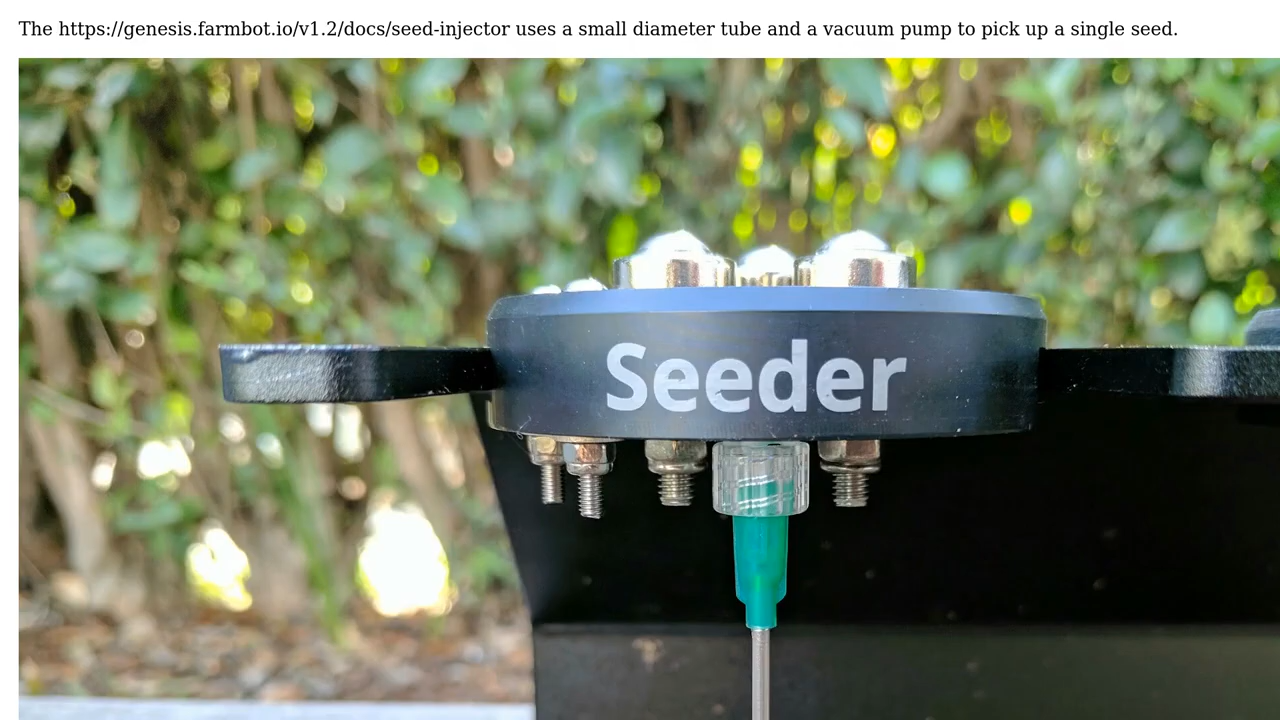 The https://genesis.farmbot.io/v1.2/docs/seed-injector uses a small diameter tube and a vacuum pump to pick up a single seed.
Seeder